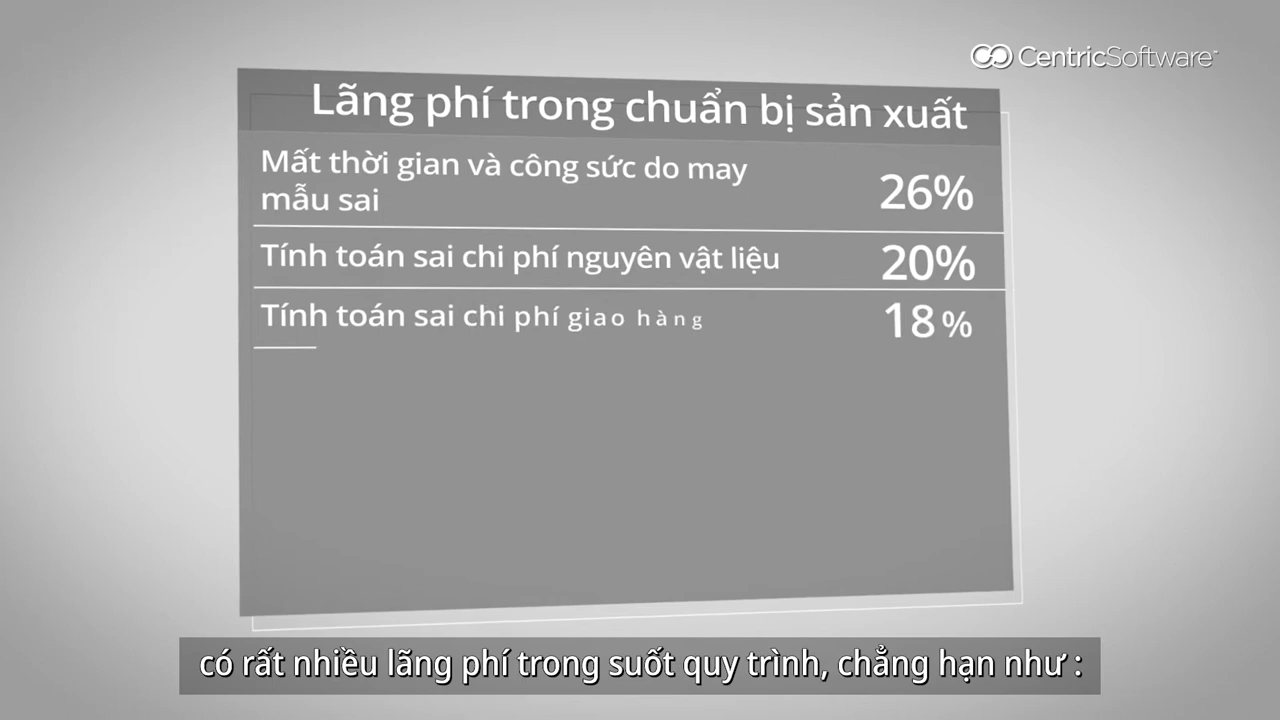 CentricSoftware™
Lãng phí trong chuẩn bị sản xuất
Mất thời gian và công sức do may
mẫu sai
26%
Tính toán sai chi phí nguyên vật liệu
20%
Tính toán sai chi phí giao hàng
18%
có rất nhiều lãng phí trong suốt quy trình, chẳng hạn như :